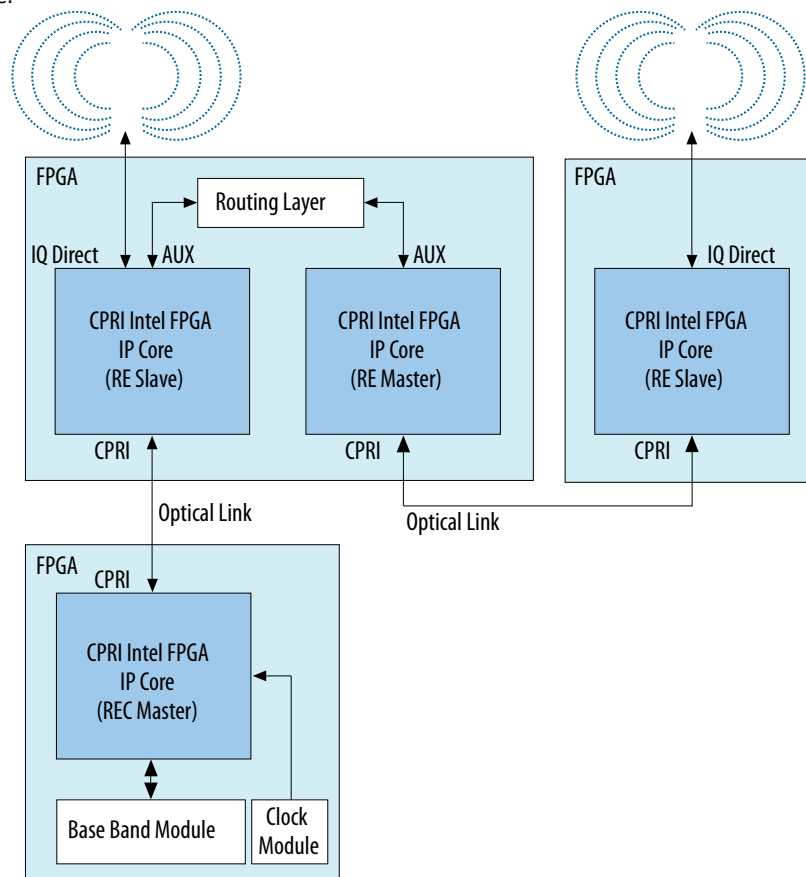 FPGA
Routing Layer
IQ Direct
AUX
AUX
CPRI Intel FPGA
IP Core
(RE Slave)
CPRI Intel FPGA
IP Core
(RE Master)
CPRI
CPRI
FPGA
IQ Direct
CPRI Intel FPGA
IP Core
(RE Slave)
CPRI
Optical Link
Optical Link
FPGA
CPRI
CPRI Intel FPGA
IP Core
(REC Master)
Base Band Module
Clock
Module